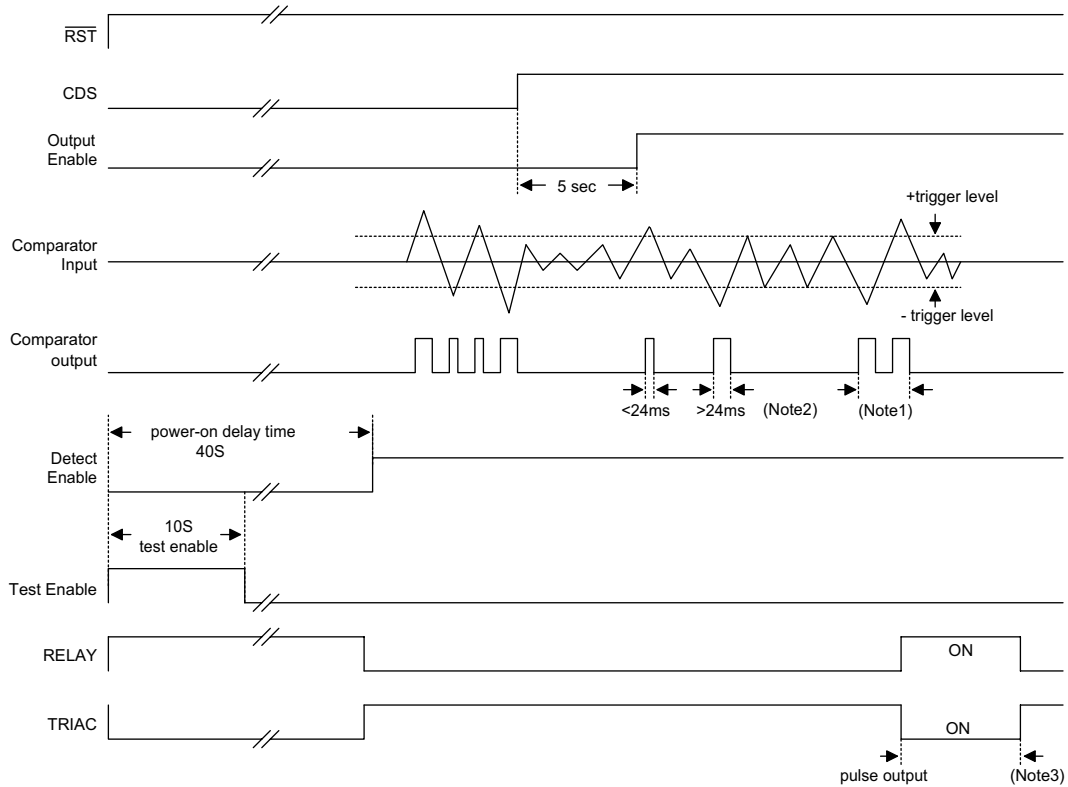 RST
CDS
Output
Enable
5 sec
+trigger level
Comparator
Input
- trigger level
Comparator
output
<24ms
>24ms
(Note2)
(Note1)
power-on delay time
40S
Detect
Enable
10S
test enable
Test Enable
RELAY
ON
TRIAC
ON
pulse output
(Note3)